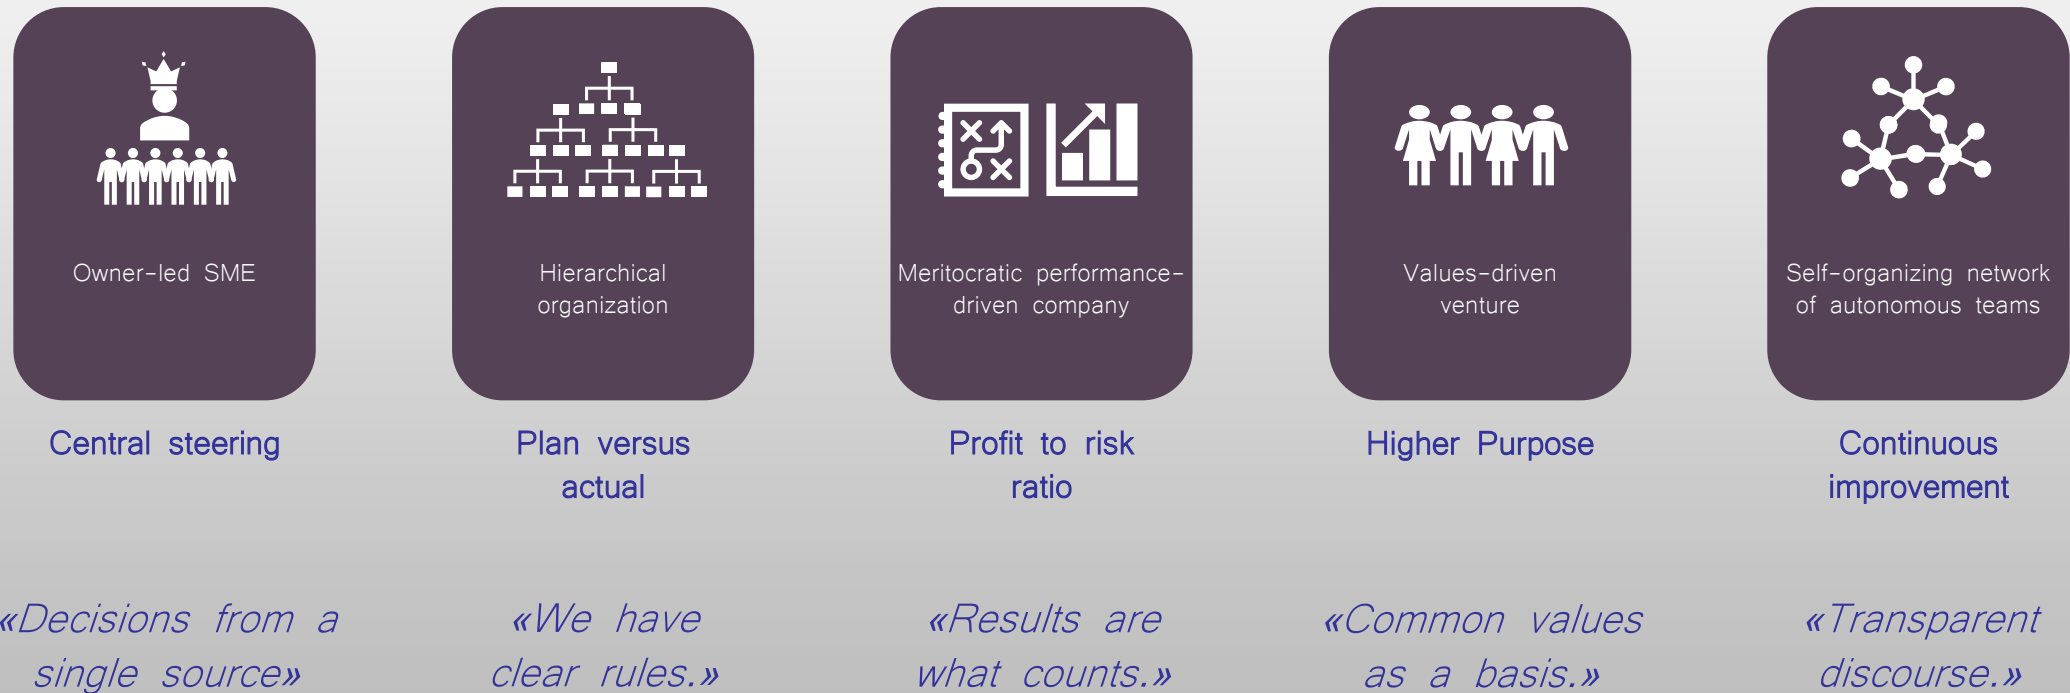 Owner-led SME
Hierarchical
organization
Meritocratic performance-
driven company
Values-driven
venture
Self-organizing network
of autonomous teams
Central steering
Plan versus
actual
Profit to risk
ratio
Higher Purpose
Continuous
improvement
«Decisions from a
single source»
«We have
clear rules.»
«Results are
what counts.»
«Common values
as a basis.»
«Transparent
discourse.»